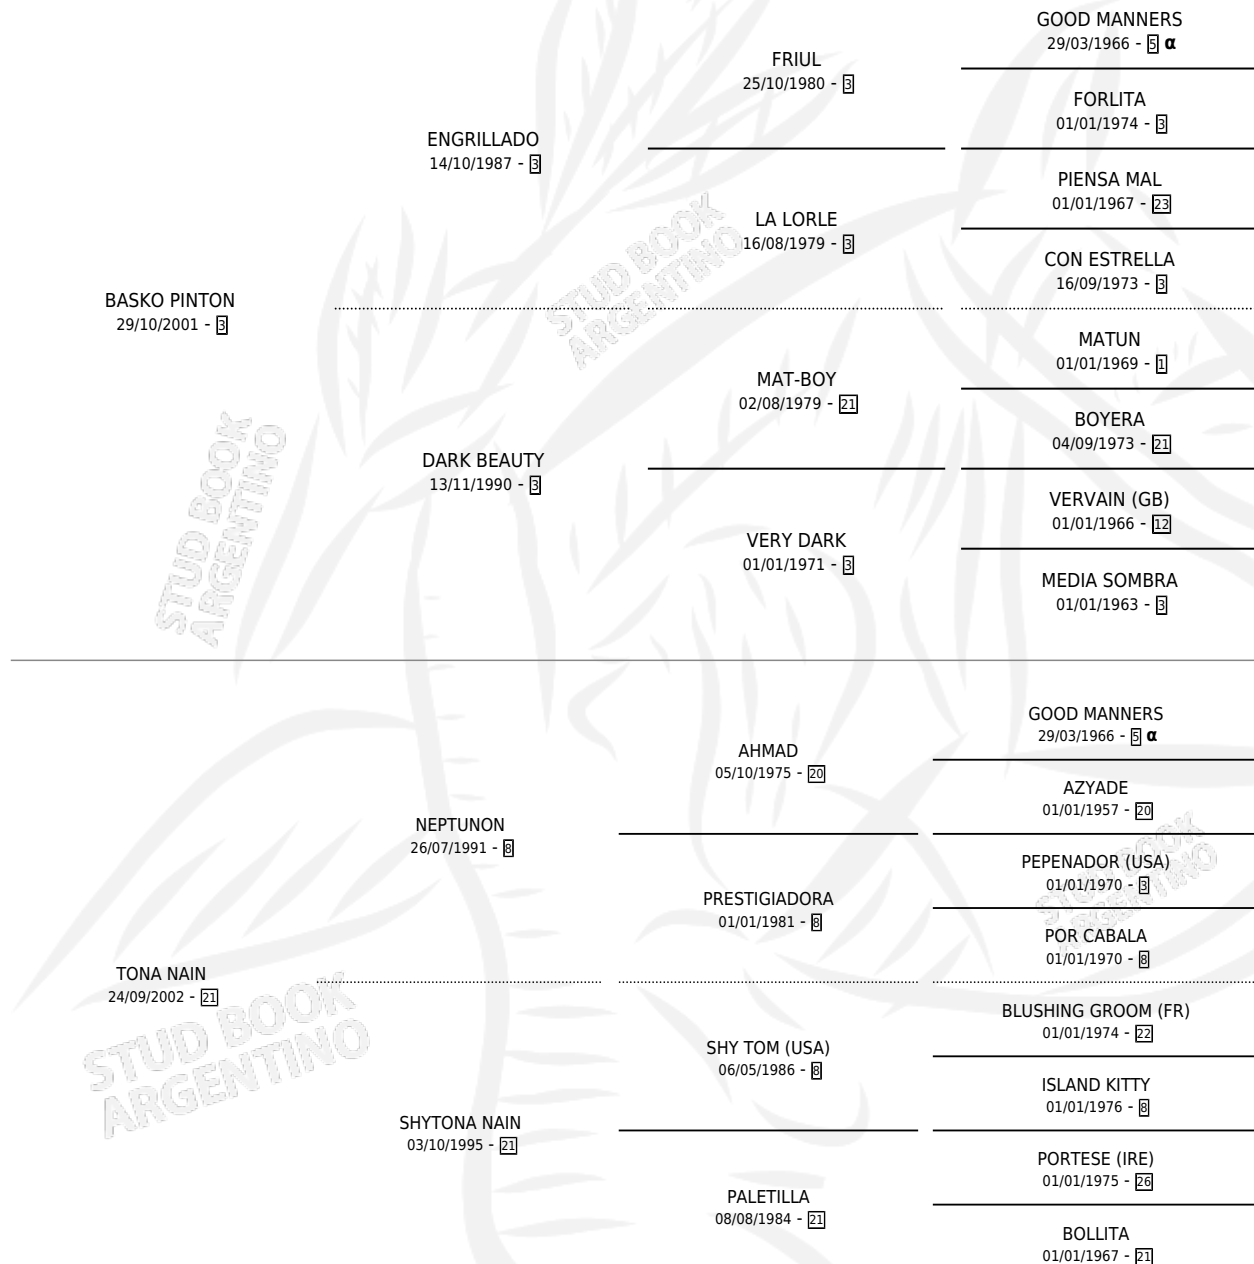 GOOD MANNERS
29/03/1966 - 5 α
FRIUL
25/10/1980 - 3
FORLITA
01/01/1974 - 3
ENGRILLADO
14/10/1987 - 3
PIENSA MAL
01/01/1967 - 23
LA LORLE
16/08/1979 - 3
CON ESTRELLA
16/09/1973 - 3
BASKO PINTON
29/10/2001 - 3
MATUN
01/01/1969 - 1
MAT-BOY
02/08/1979 - 21
BOYERA
04/09/1973 - 21
DARK BEAUTY
13/11/1990 - 3
VERVAIN (GB)
01/01/1966 - 12
VERY DARK
01/01/1971 - 3
MEDIA SOMBRA
01/01/1963 - 3
STUD BOOK
ARGENTINO
STUD BOOK
ARGENTINO
GOOD MANNERS
29/03/1966 - 5 α
AHMAD
05/10/1975 - 20
AZYADE
01/01/1957 - 20
NEPTUNON
26/07/1991 - 8
PEPENADOR (USA)
01/01/1970 - 3
PRESTIGIADORA
01/01/1981 - 8
POR CABALA
01/01/1970 - 8
TONA NAIN
24/09/2002 - 21
BLUSHING GROOM (FR)
01/01/1974 - 22
SHY TOM (USA)
06/05/1986 - 8
ISLAND KITTY
01/01/1976 - 8
SHYTONA NAIN
03/10/1995 - 21
PORTESE (IRE)
01/01/1975 - 26
PALETILLA
08/08/1984 - 21
BOLLITA
01/01/1967 - 21
STUD BOOK
ARGENTINO
STUD BOOK
ARGENTINO